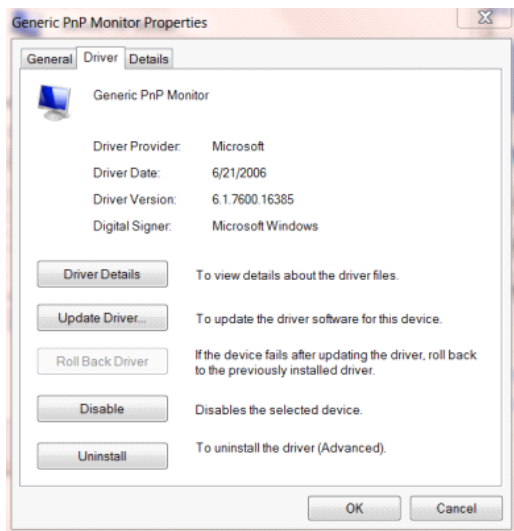 Generic PnP Monitor Properties
General Driver Details
Generic PnP Monitor
Driver Provider: Microsoft
Driver Date: 6/21/2006
Driver Version: 6.1.7600.16385
Digital Signer: Microsoft Windows
Driver Details To view details about the driver files.
Update Driver... To update the driver software for this device.
Roll Back Driver If the device fails after updating the driver, roll back
to the previously installed driver.
Disable Disables the selected device.
Uninstall To uninstall the driver (Advanced).
OK Cancel